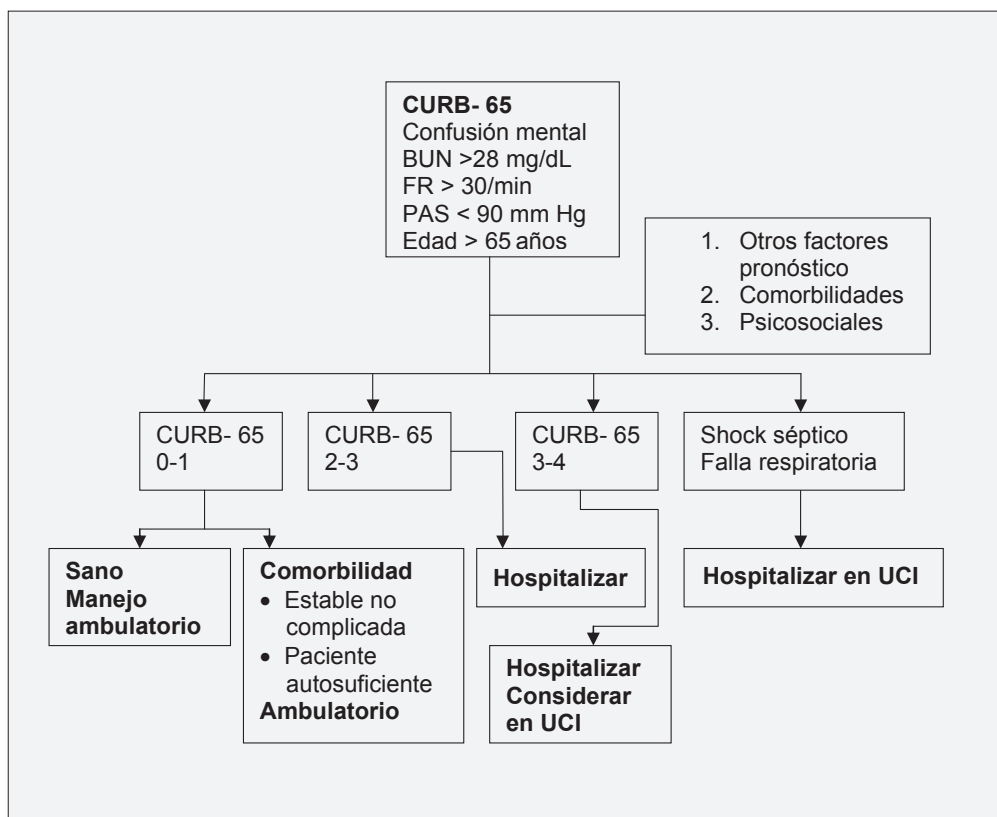 CURB- 65
Confusión mental
BUN >28 mg/dL
FR > 30/min
PAS < 90 mm Hg
Edad > 65 años
1. Otros factores
pronóstico
2. Comorbilidades
3. Psicosociales
CURB- 65
0-1
CURB- 65
2-3
CURB- 65
3-4
Shock séptico
Falla respiratoria
Sano
Manejo
ambulatorio
Comorbilidad
• Estable no
complicada
• Paciente
autosuficiente
Ambulatorio
Hospitalizar
Hospitalizar
Considerar
en UCI
Hospitalizar en UCI